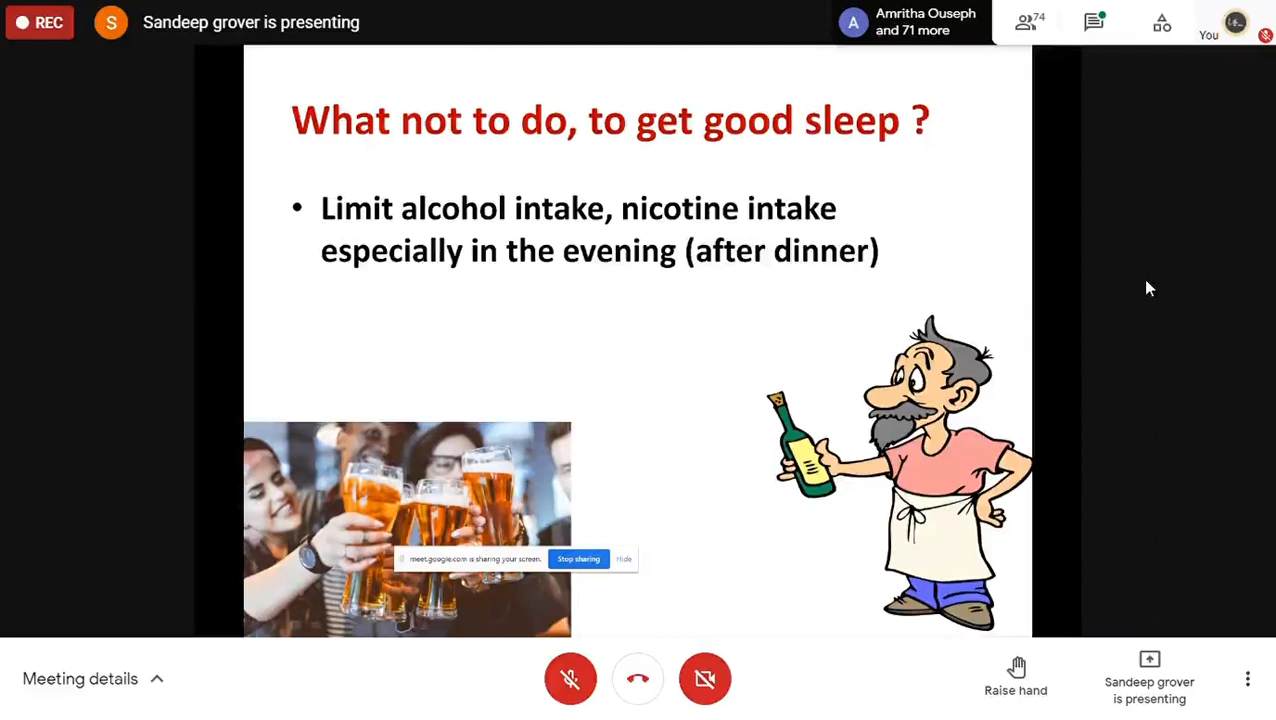 REC
S
Sandeep grover is presenting
A
Amritha Ouseph
and 71 more
74
You
What not to do, to get good sleep ?
• Limit alcohol intake, nicotine intake
especially in the evening (after dinner)
meet.google.com is sharing your screen.
Stop sharing
Hide
Meeting details
Raise hand
Sandeep grover
is presenting